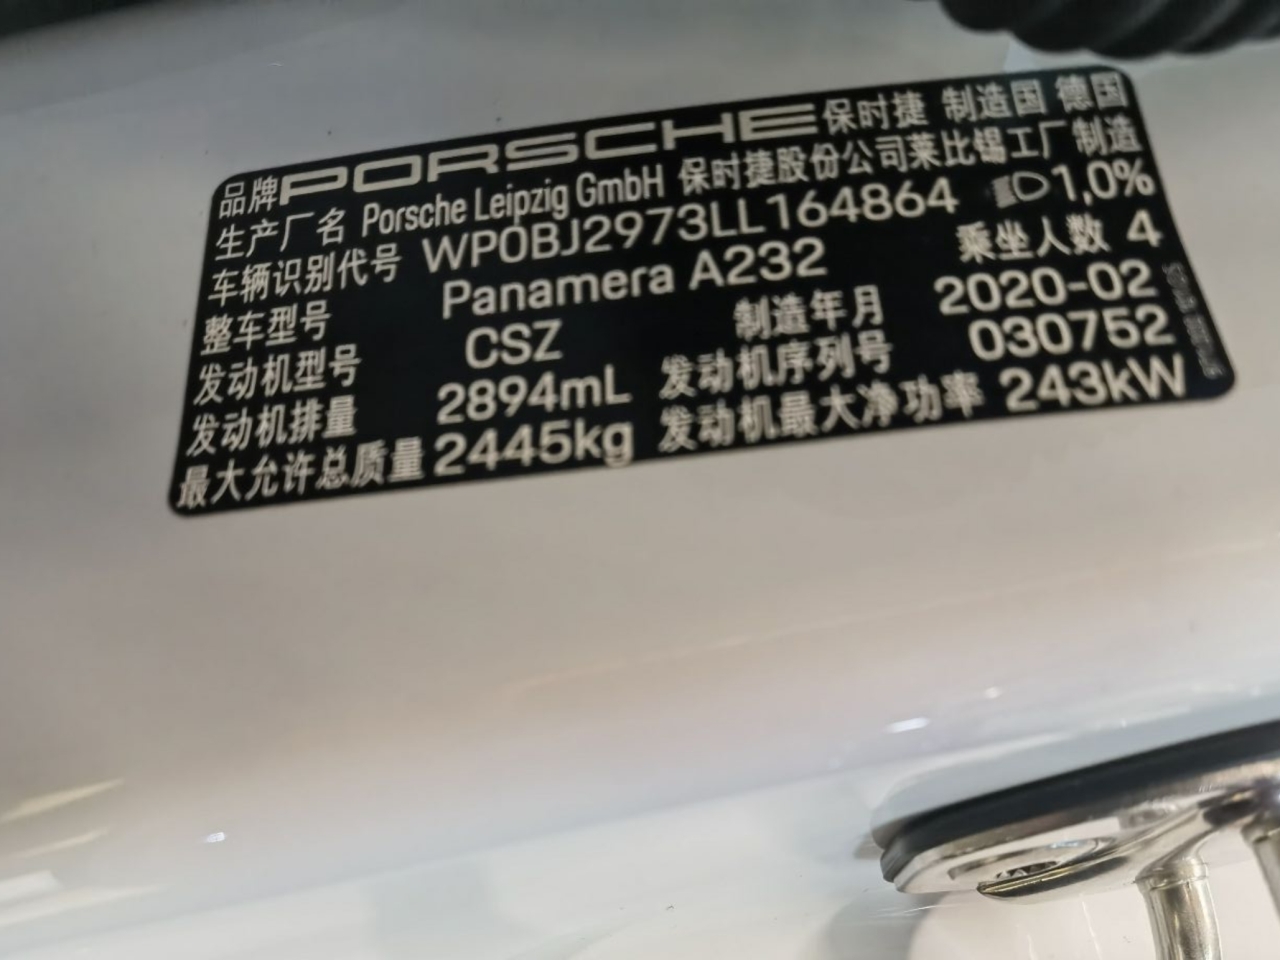 品牌 PORSCHE 保时捷 制造国 德国
生产厂名 Porsche Leipzig GmbH 保时捷股份公司莱比锡工厂制造
车辆识别代号 WP0BJ2973LL164864 1,0%
整车型号 Panamera A232 乘坐人数 4
发动机型号 CSZ 制造年月 2020-02
发动机排量 2894mL 发动机序列号 030752
最大允许总质量 2445kg 发动机最大净功率 243kW